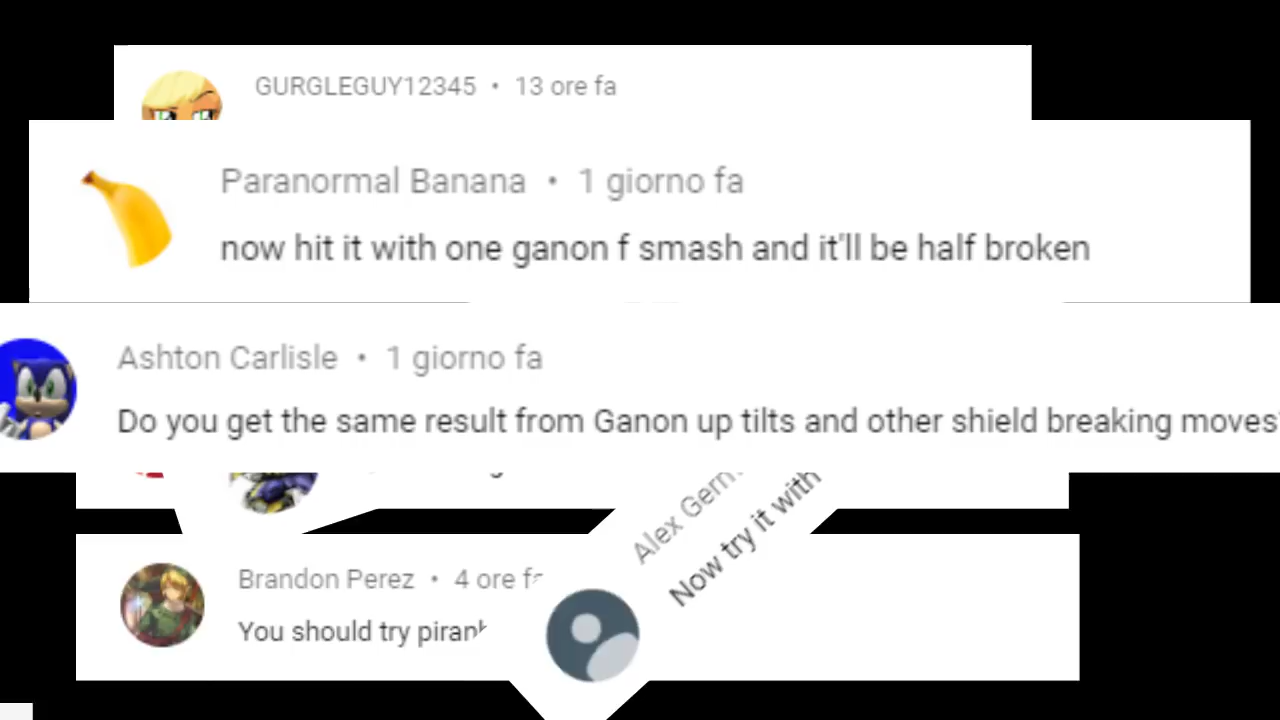 GURGLEGUY12345 • 13 ore fa
Paranormal Banana • 1 giorno fa
now hit it with one ganon f smash and it'll be half broken
Ashton Carlisle • 1 giorno fa
Do you get the same result from Ganon up tilts and other shield breaking moves?
Alex
Now try it with
Brandon Perez • 4 ore fa
You should try